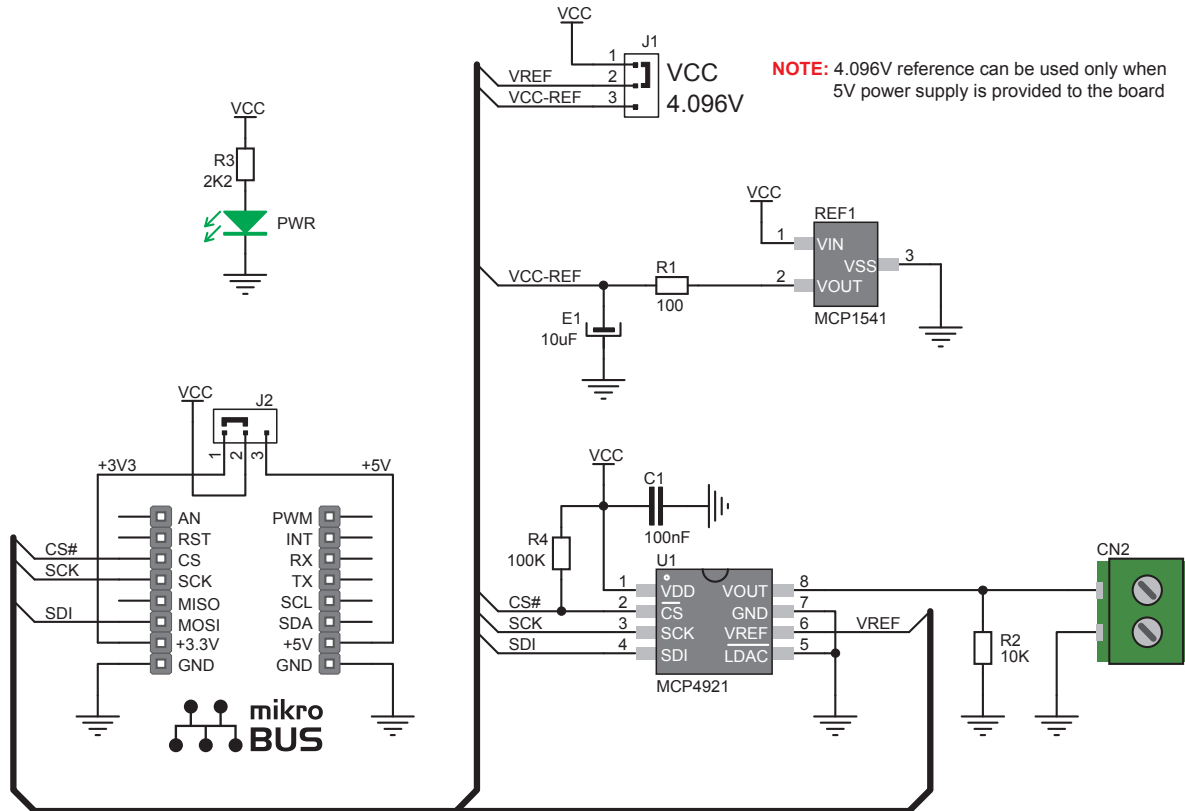 VCC
J1
1
VREF 2
VCC-REF 3
VCC
4.096V
NOTE: 4.096V reference can be used only when
5V power supply is provided to the board
VCC
R3
2K2
PWR
VCC
REF1
1 VIN
VSS 3
2 VOUT
MCP1541
VCC-REF
R1
100
E1
10uF
VCC
J2
1 2 3
+3V3
+5V
AN PWM
RST INT
CS# CS RX
SCK SCK TX
MISO SCL
SDI MOSI SDA
+3.3V +5V
GND GND
mikro
BUS
VCC
C1
100nF
R4
100K
U1
1 VDD VOUT 8
CS# 2 CS GND 7
SCK 3 SCK VREF 6 VREF
SDI 4 SDI LDAC 5
MCP4921
R2
10K
CN2